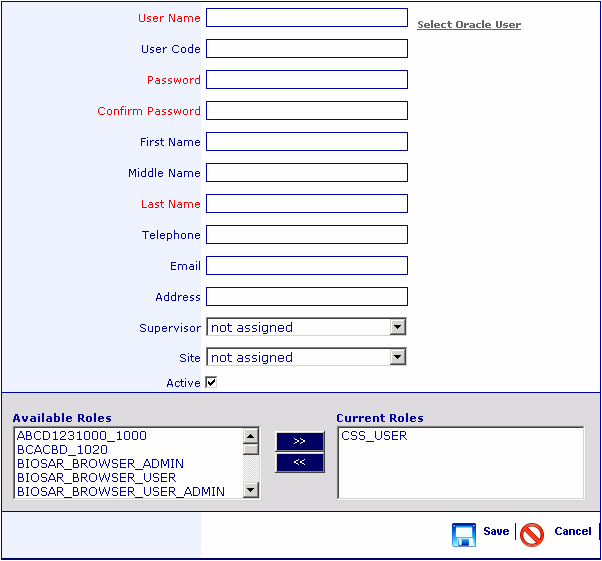 User Name
Select Oracle User
User Code
Password
Confirm Password
First Name
Middle Name
Last Name
Telephone
Email
Address
Supervisor not assigned
Site not assigned
Active
Available Roles
ABCD1231000_1000
BCACBD_1020
BIOSAR_BROWSER_ADMIN
BIOSAR_BROWSER_USER
BIOSAR_BROWSER_USER_ADMIN
>>
<<
Current Roles
CSS_USER
Save | Cancel |